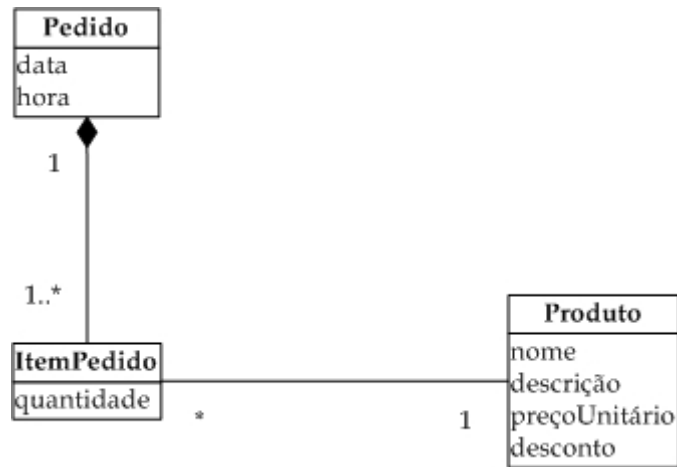 Pedido
data
hora
1
1..*
ItemPedido
quantidade
*
1
Produto
nome
descrição
preçoUnitário
desconto